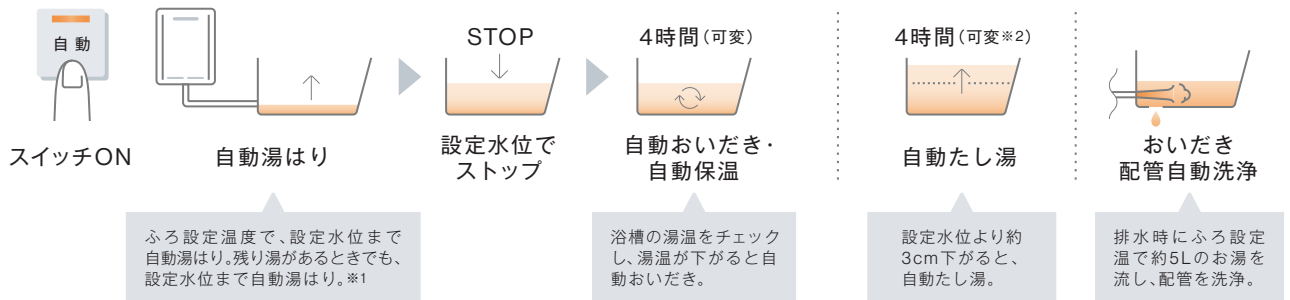 自動
スイッチON
自動湯はり
STOP
設定水位で
ストップ
4時間(可変)
自動おいだき・
自動保温
4時間(可変※2)
自動たし湯
おいだき
配管自動洗浄
ふろ設定温度で、設定水位まで
自動湯はり。残り湯があるときでも、
設定水位まで自動湯はり。※1
浴槽の湯温をチェック
し、湯温が下がると自
動おいだき。
設定水位より約
3cm下がると、
自動たし湯。
排水時にふろ設定
温で約5Lのお湯を
流し、配管を洗浄。